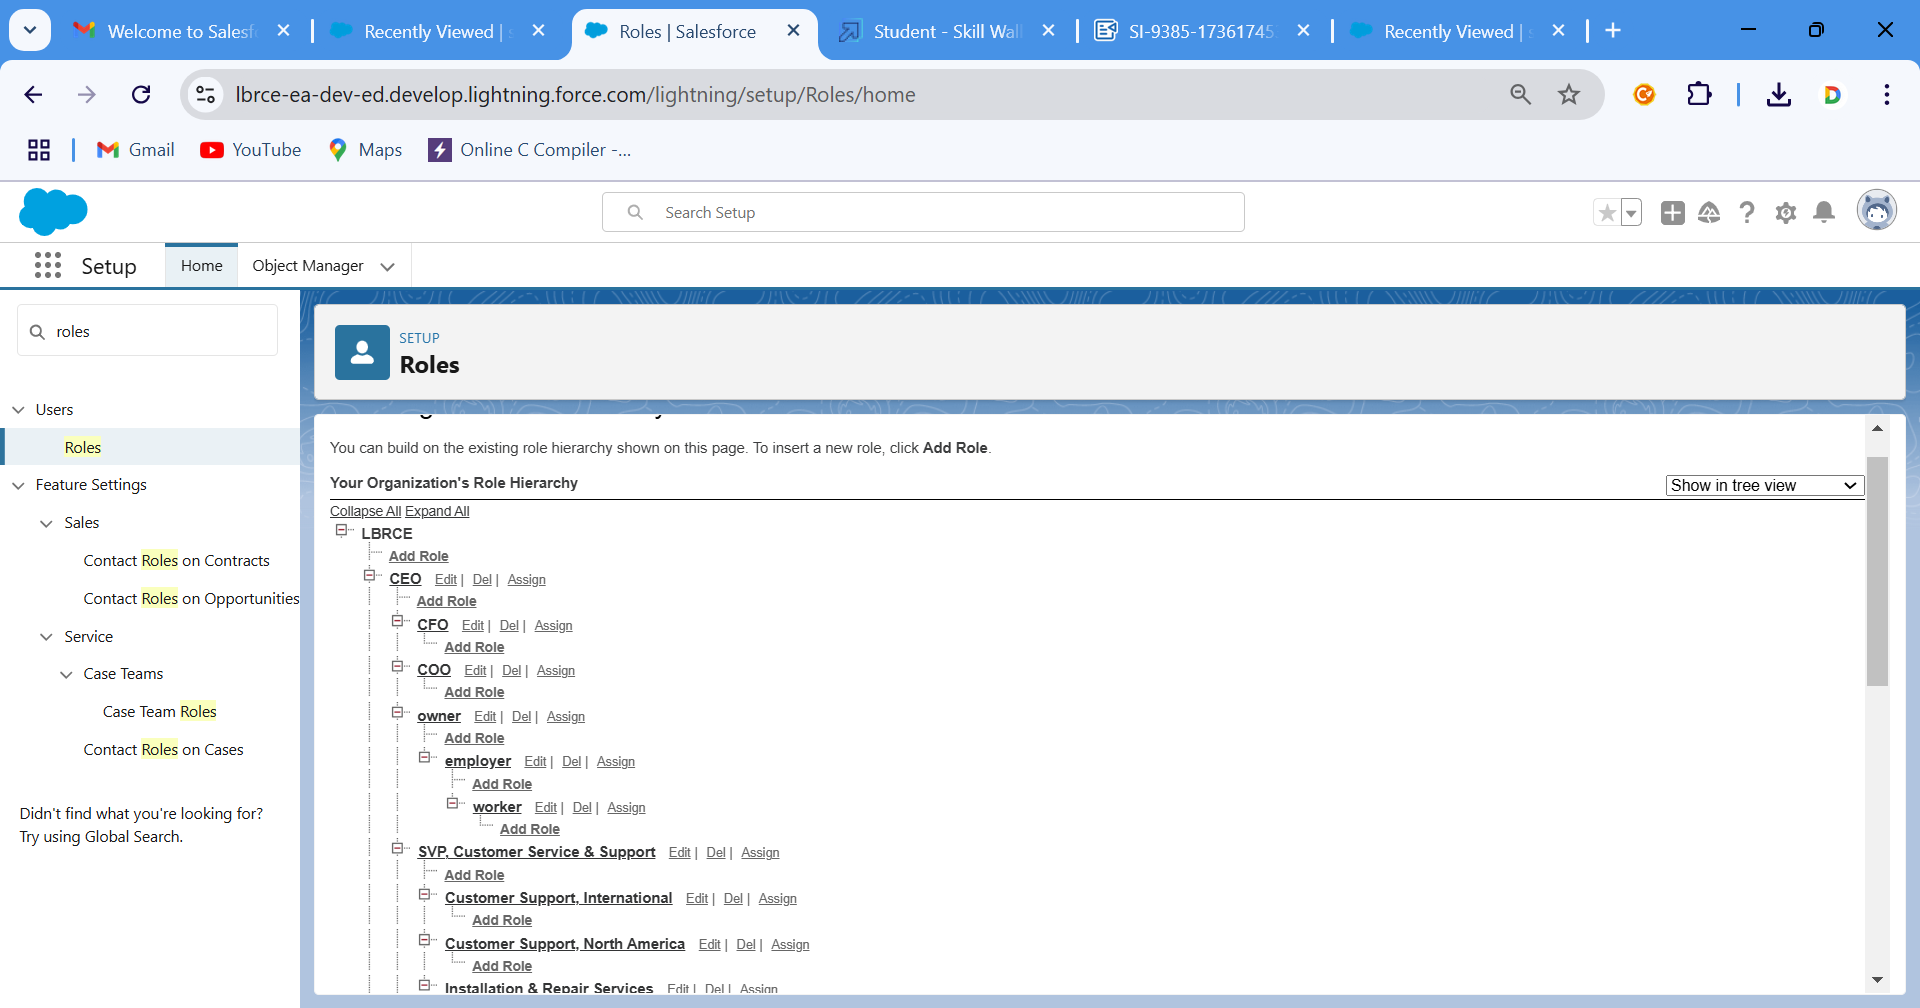 Welcome to Salesf
Recently Viewed |
Roles | Salesforce
Student - Skill Wall
SI-9385-17361745
Recently Viewed |
lbrce-ea-dev-ed.develop.lightning.force.com/lightning/setup/Roles/home
Gmail
YouTube
Maps
Online C Compiler -...
Search Setup
Setup
Home
Object Manager
roles
Users
Roles
Feature Settings
Sales
Contact Roles on Contracts
Contact Roles on Opportunities
Service
Case Teams
Case Team Roles
Contact Roles on Cases
Didn't find what you're looking for?
Try using Global Search.
SETUP
Roles
You can build on the existing role hierarchy shown on this page. To insert a new role, click Add Role.
Your Organization's Role Hierarchy
Show in tree view
Collapse All Expand All
LBRCE
Add Role
CEO Edit | Del | Assign
Add Role
CFO Edit | Del | Assign
Add Role
COO Edit | Del | Assign
Add Role
owner Edit | Del | Assign
Add Role
employer Edit | Del | Assign
Add Role
worker Edit | Del | Assign
Add Role
SVP, Customer Service & Support Edit | Del | Assign
Add Role
Customer Support, International Edit | Del | Assign
Add Role
Customer Support, North America Edit | Del | Assign
Add Role
Installation & Repair Services Edit | Del | Assign